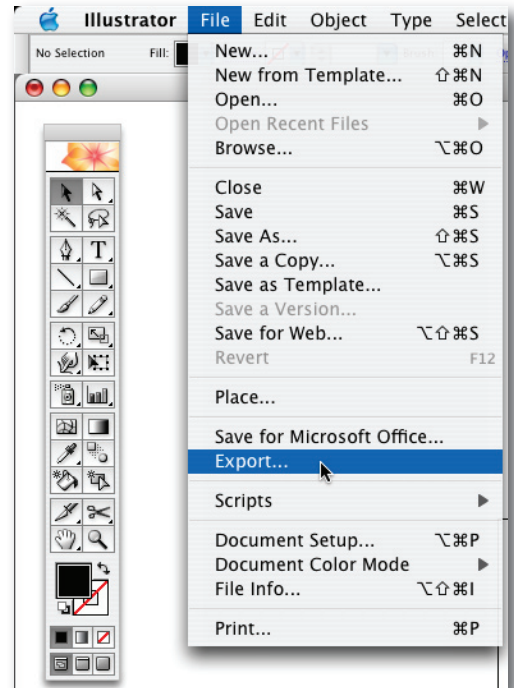 Illustrator File Edit Object Type Select
No Selection Fill:
New... ⌘N
New from Template... ⇧⌘N
Open... ⌘O
Open Recent Files
Browse... ⌥⌘O
Close ⌘W
Save ⌘S
Save As... ⇧⌘S
Save a Copy... ⌥⌘S
Save as Template...
Save a Version...
Save for Web... ⌥⇧⌘S
Revert F12
Place...
Save for Microsoft Office...
Export...
Scripts
Document Setup... ⌥⌘P
Document Color Mode
File Info... ⌥⇧⌘I
Print... ⌘P
T